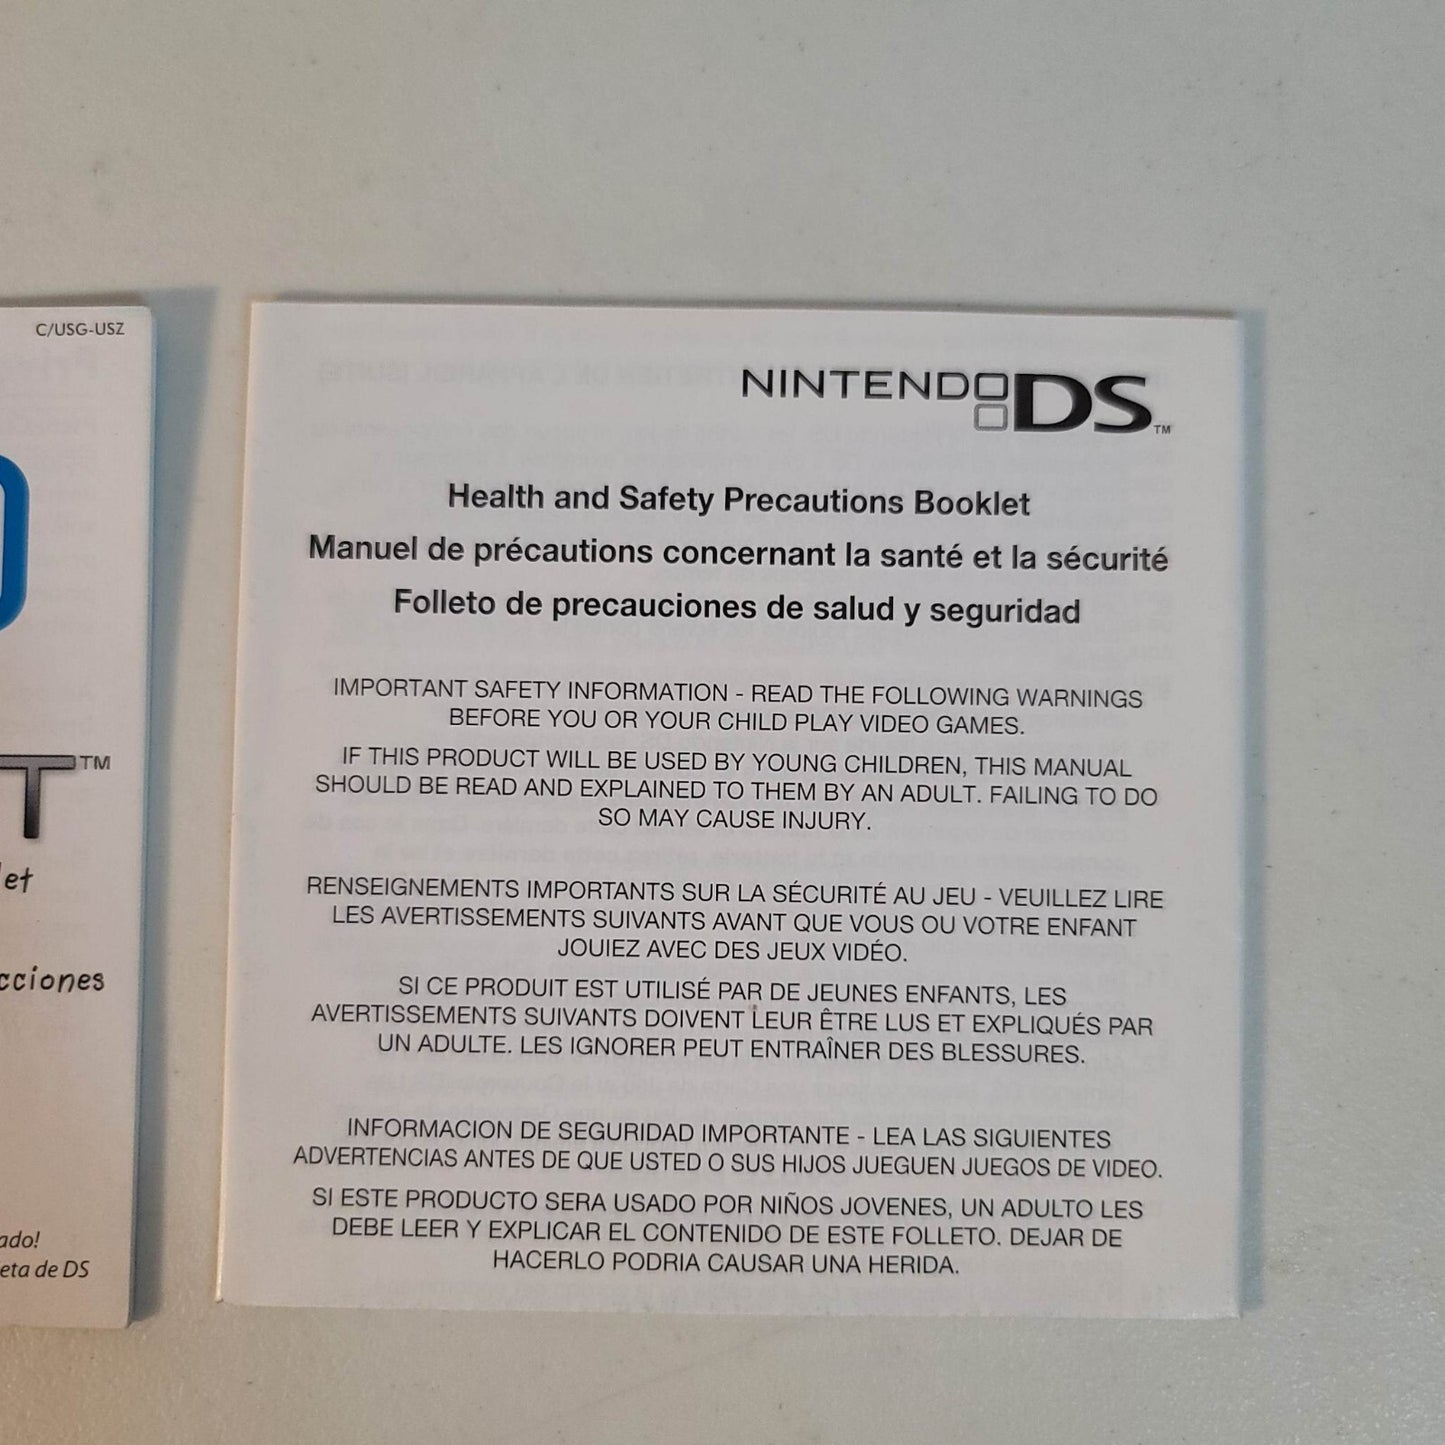 C/USG-USZ
T™
et
cciones
ado!
eta de DS
NINTENDO DS™
Health and Safety Precautions Booklet
Manuel de précautions concernant la santé et la sécurité
Folleto de precauciones de salud y seguridad
IMPORTANT SAFETY INFORMATION - READ THE FOLLOWING WARNINGS
BEFORE YOU OR YOUR CHILD PLAY VIDEO GAMES.
IF THIS PRODUCT WILL BE USED BY YOUNG CHILDREN, THIS MANUAL
SHOULD BE READ AND EXPLAINED TO THEM BY AN ADULT. FAILING TO DO
SO MAY CAUSE INJURY.
RENSEIGNEMENTS IMPORTANTS SUR LA SÉCURITÉ AU JEU - VEUILLEZ LIRE
LES AVERTISSEMENTS SUIVANTS AVANT QUE VOUS OU VOTRE ENFANT
JOUIEZ AVEC DES JEUX VIDÉO.
SI CE PRODUIT EST UTILISÉ PAR DE JEUNES ENFANTS, LES
AVERTISSEMENTS SUIVANTS DOIVENT LEUR ÊTRE LUS ET EXPLIQUÉS PAR
UN ADULTE. LES IGNORER PEUT ENTRAÎNER DES BLESSURES.
INFORMACION DE SEGURIDAD IMPORTANTE - LEA LAS SIGUIENTES
ADVERTENCIAS ANTES DE QUE USTED O SUS HIJOS JUEGUEN JUEGOS DE VIDEO.
SI ESTE PRODUCTO SERA USADO POR NIÑOS JOVENES, UN ADULTO LES
DEBE LEER Y EXPLICAR EL CONTENIDO DE ESTE FOLLETO. DEJAR DE
HACERLO PODRIA CAUSAR UNA HERIDA.